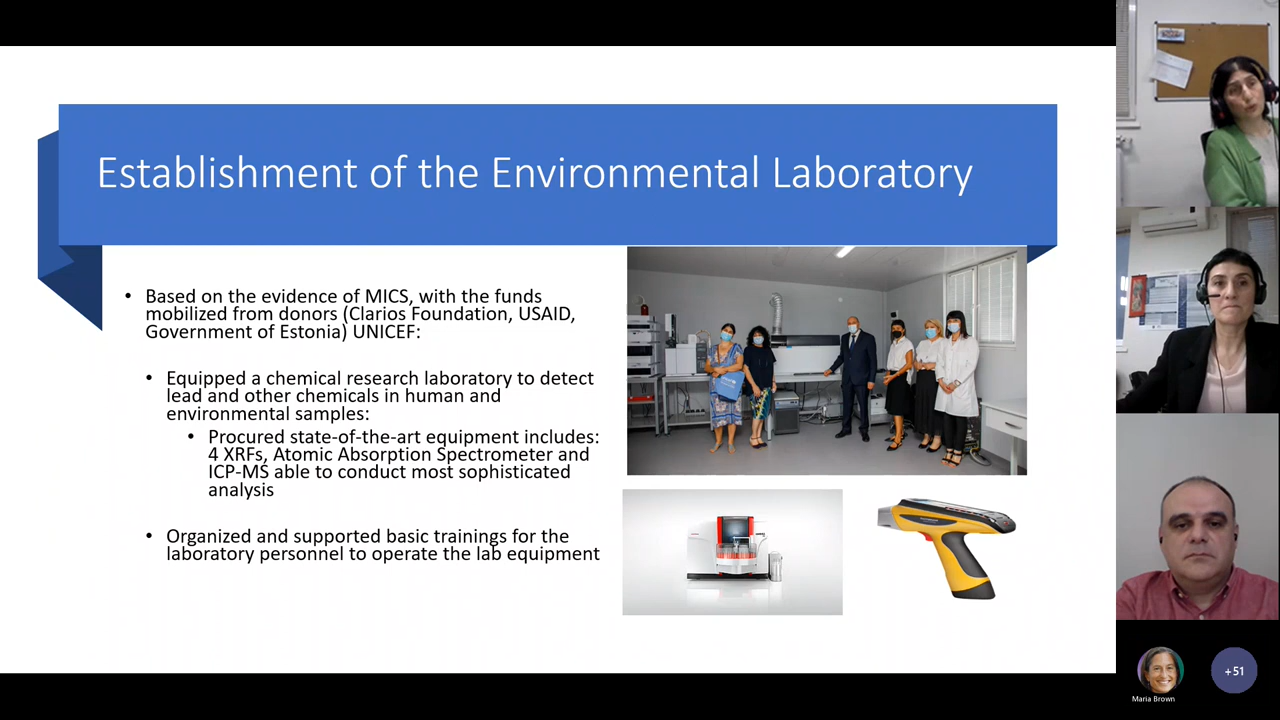 Establishment of the Environmental Laboratory
• Based on the evidence of MICS, with the funds
mobilized from donors (Clarios Foundation, USAID,
Government of Estonia) UNICEF:
• Equipped a chemical research laboratory to detect
lead and other chemicals in human and
environmental samples:
• Procured state-of-the-art equipment includes:
4 XRFs, Atomic Absorption Spectrometer and
ICP-MS able to conduct most sophisticated
analysis
• Organized and supported basic trainings for the
laboratory personnel to operate the lab equipment
Maria Brown
+51